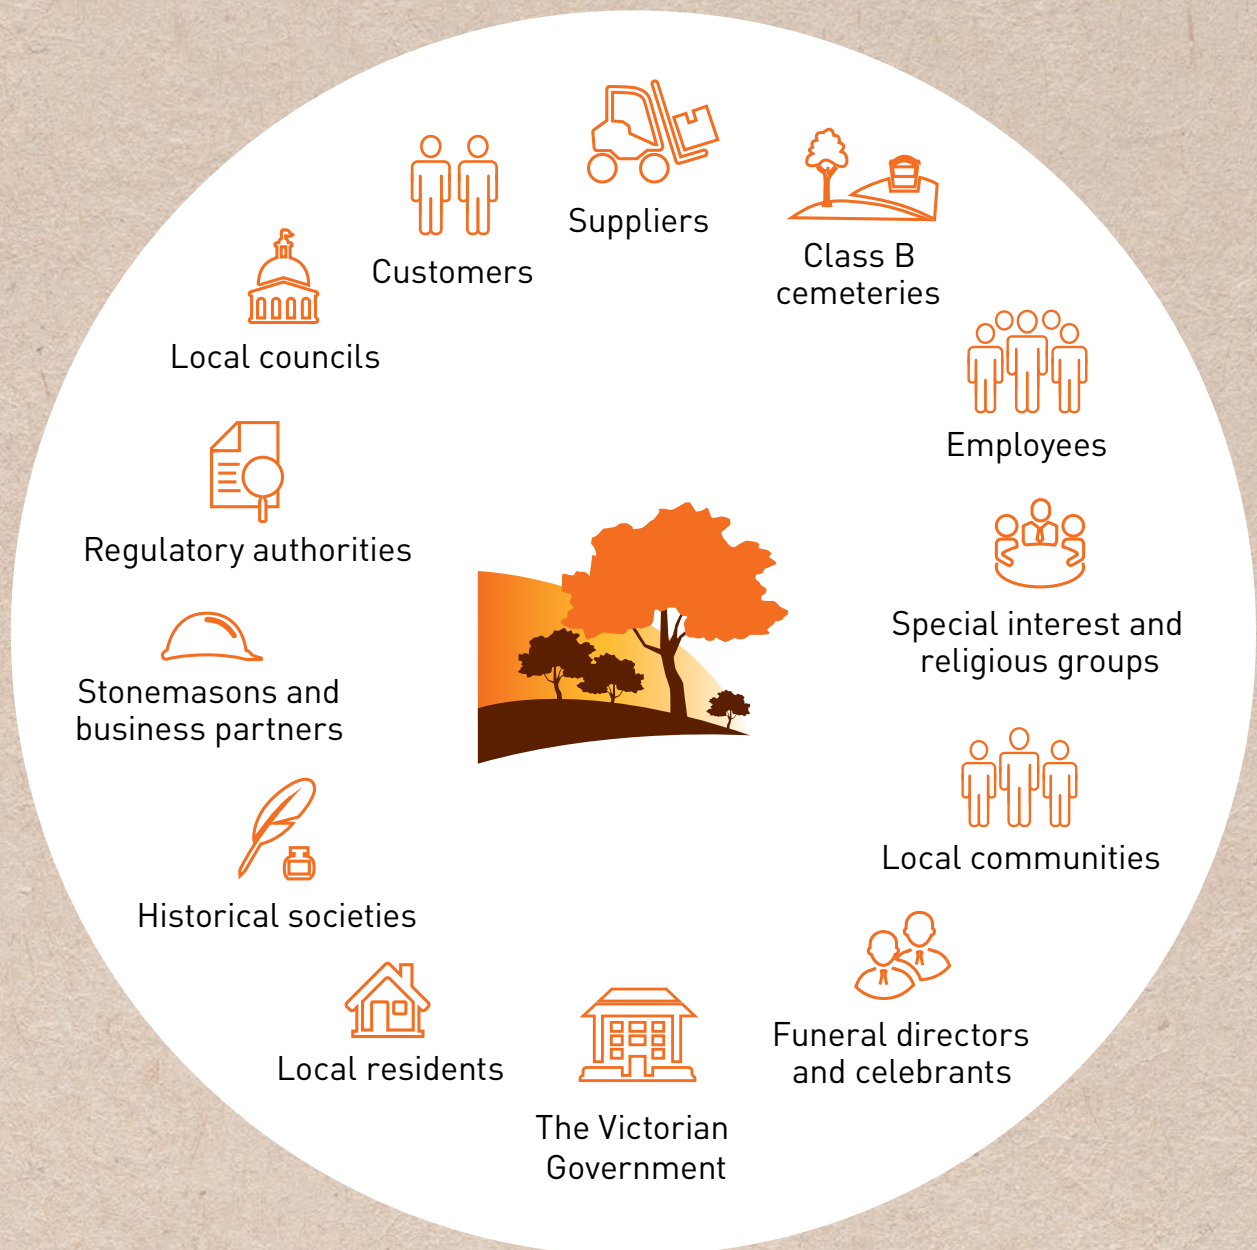 Suppliers
Customers
Class B
cemeteries
Local councils
Employees
Regulatory authorities
Special interest and
religious groups
Stonemasons and
business partners
Local communities
Historical societies
Funeral directors
and celebrants
Local residents
The Victorian
Government